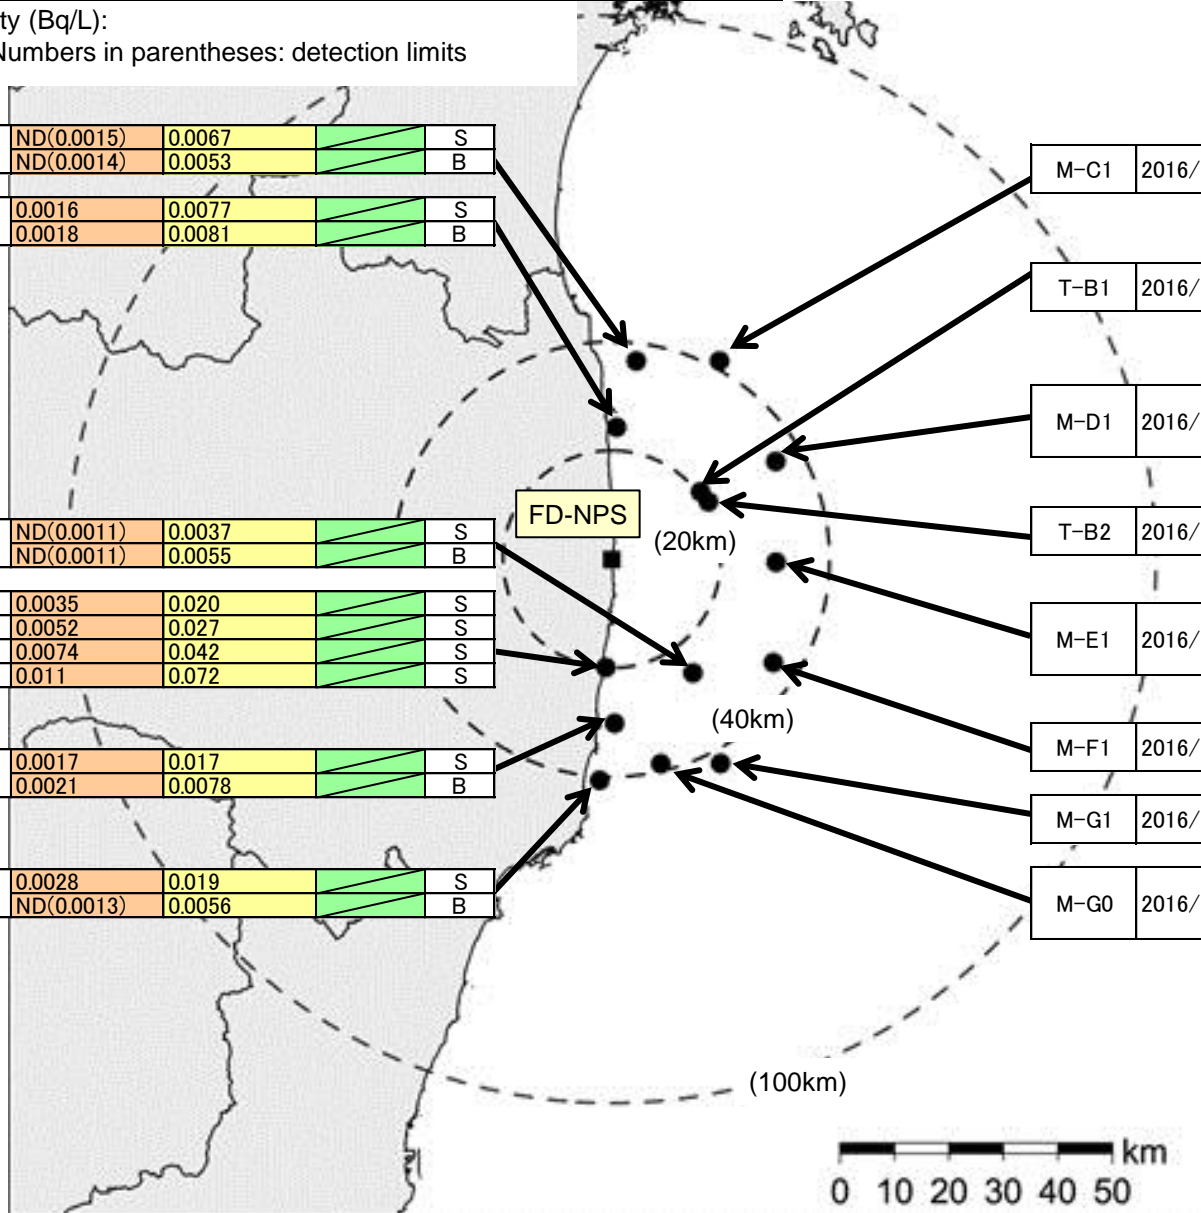 ty (Bq/L):
Numbers in parentheses: detection limits
ND(0.0015) 0.0067 S
ND(0.0014) 0.0053 B
0.0016 0.0077 S
0.0018 0.0081 B
ND(0.0011) 0.0037 S
ND(0.0011) 0.0055 B
0.0035 0.020 S
0.0052 0.027 S
0.0074 0.042 S
0.011 0.072 S
0.0017 0.017 S
0.0021 0.0078 B
0.0028 0.019 S
ND(0.0013) 0.0056 B
FD-NPS
(20km)
(40km)
(100km)
M-C1 2016/
T-B1 2016/
M-D1 2016/
T-B2 2016/
M-E1 2016/
M-F1 2016/
M-G1 2016/
M-G0 2016/
km
0 10 20 30 40 50